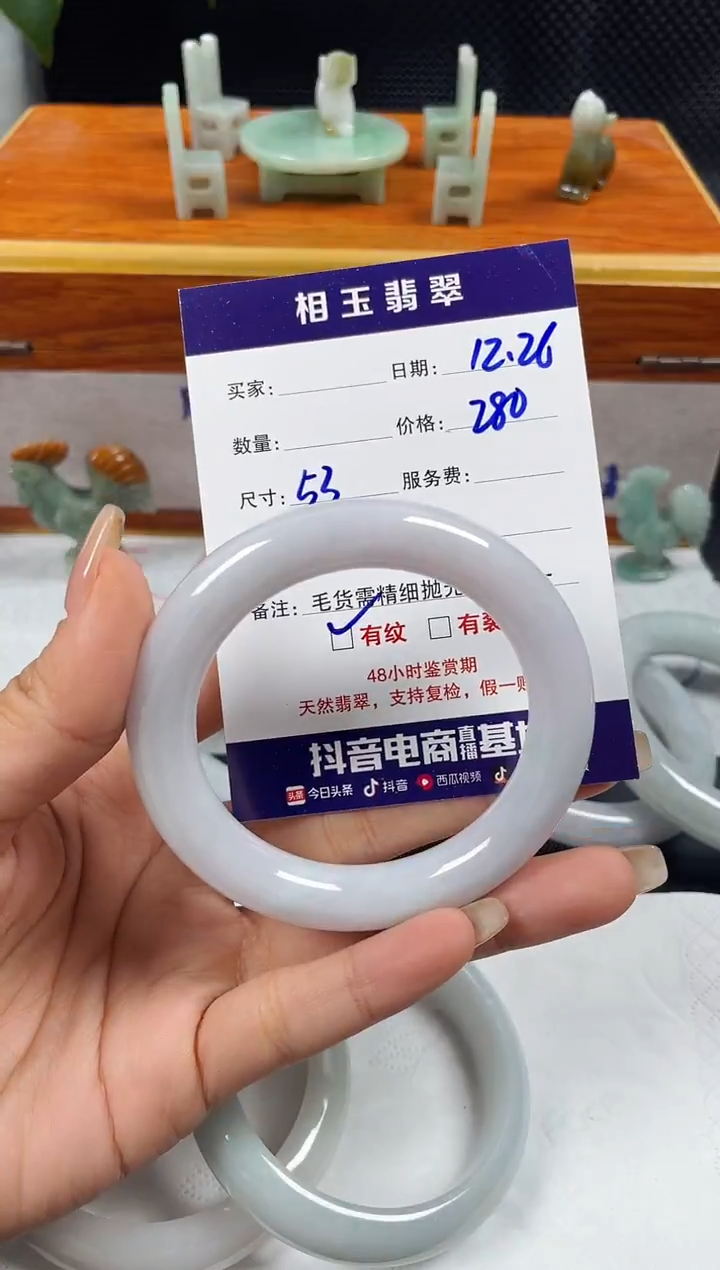 相玉翡翠
买家: 日期: 12.26
数量: 价格: 280
尺寸: 53 服务费:
备注: 毛货需精细抛光
有纹 有裂
48小时鉴赏期
天然翡翠，支持复检，假一
抖音电商直播基
头条 今日头条 抖音 西瓜视频